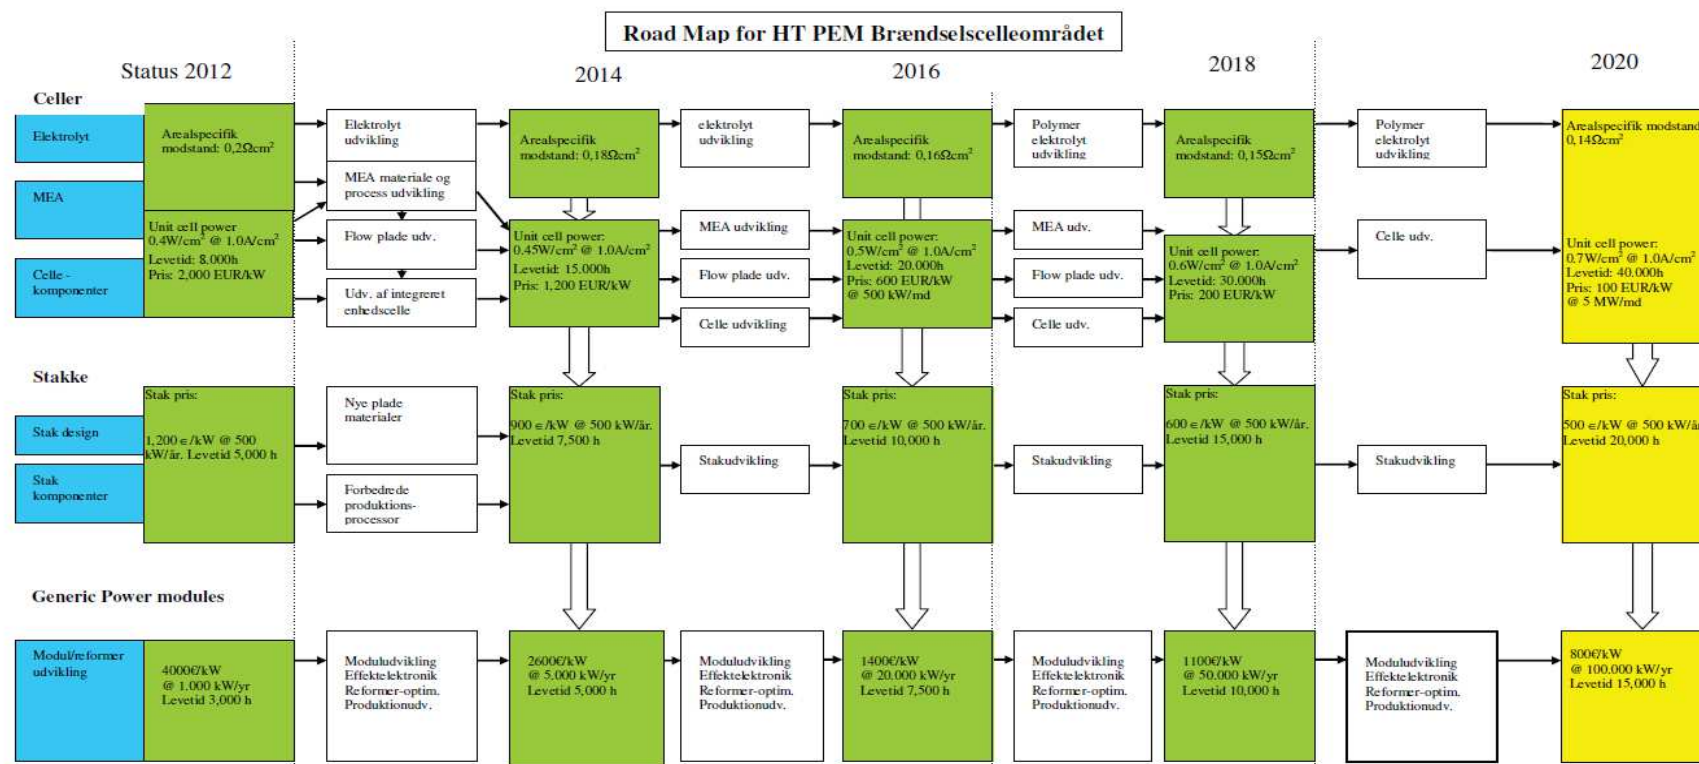 Road Map for HT PEM Brændselscelleområdet
Status 2012
2014
2016
2018
2020
Celler
Elektrolyt
MEA
Celle -
komponenter
Arealspecifik
modstand: 0,2Ωcm²
Unit cell power
0.4W/cm² @ 1.0A/cm²
Levetid: 8.000h
Pris: 2,000 EUR/kW
Elektrolyt
udvikling
MEA materiale og
process udvikling
Flow plade udv.
Udv. af integreret
enhedscelle
Arealspecifik
modstand: 0,18Ωcm²
Unit cell power:
0.45W/cm² @ 1.0A/cm²
Levetid: 15.000h
Pris: 1,200 EUR/kW
elektrolyt
udvikling
MEA udvikling
Flow plade udv.
Celle udvikling
Arealspecifik
modstand: 0,16Ωcm²
Unit cell power:
0.5W/cm² @ 1.0A/cm²
Levetid: 20.000h
Pris: 600 EUR/kW
@ 500 kW/md
Polymer
elektrolyt
udvikling
MEA udv.
Flow plade udv.
Celle udv.
Arealspecifik
modstand: 0,15Ωcm²
Unit cell power:
0.6W/cm² @ 1.0A/cm²
Levetid: 30.000h
Pris: 200 EUR/kW
Polymer
elektrolyt
udvikling
Celle udv.
Arealspecifik modstand:
0,14Ωcm²
Unit cell power:
0.7W/cm² @ 1.0A/cm²
Levetid: 40.000h
Pris: 100 EUR/kW
@ 5 MW/md
Stakke
Stak design
Stak
komponenter
Stak pris:
1,200 €/kW @ 500
kW/år. Levetid 5,000 h
Nye plade
materialer
Forbedrede
produktions-
processor
Stak pris:
900 €/kW @ 500 kW/år.
Levetid 7,500 h
Stakudvikling
Stak pris:
700 €/kW @ 500 kW/år.
Levetid 10,000 h
Stakudvikling
Stak pris:
600 €/kW @ 500 kW/år.
Levetid 15,000 h
Stakudvikling
Stak pris:
500 €/kW @ 500 kW/år
Levetid 20,000 h
Generic Power modules
Modul/reformer
udvikling
4000€/kW
@ 1.000 kW/yr
Levetid 3,000 h
Moduludvikling
Effektelektronik
Reformer-optim.
Produktionudv.
2600€/kW
@ 5.000 kW/yr
Levetid 5,000 h
Moduludvikling
Effektelektronik
Reformer-optim.
Produktionudv.
1400€/kW
@ 20.000 kW/yr
Levetid 7,500 h
Moduludvikling
Effektelektronik
Reformer-optim.
Produktionudv.
1100€/kW
@ 50.000 kW/yr
Levetid 10,000 h
Moduludvikling
Effektelektronik
Reformer-optim.
Produktionudv.
800€/kW
@ 100.000 kW/yr
Levetid 15,000 h